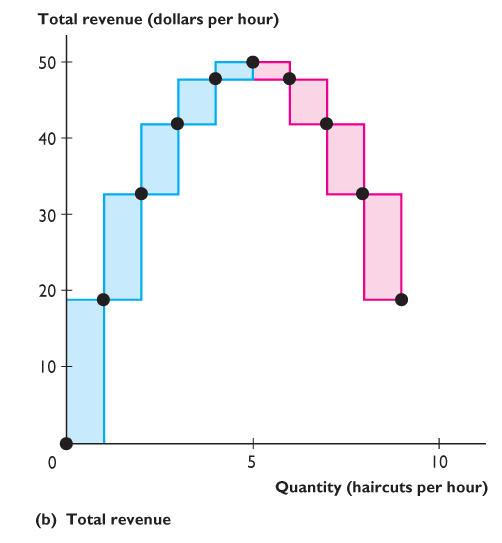 Total revenue (dollars per hour)
50
40
30
20
10
0
5
10
Quantity (haircuts per hour)
(b) Total revenue